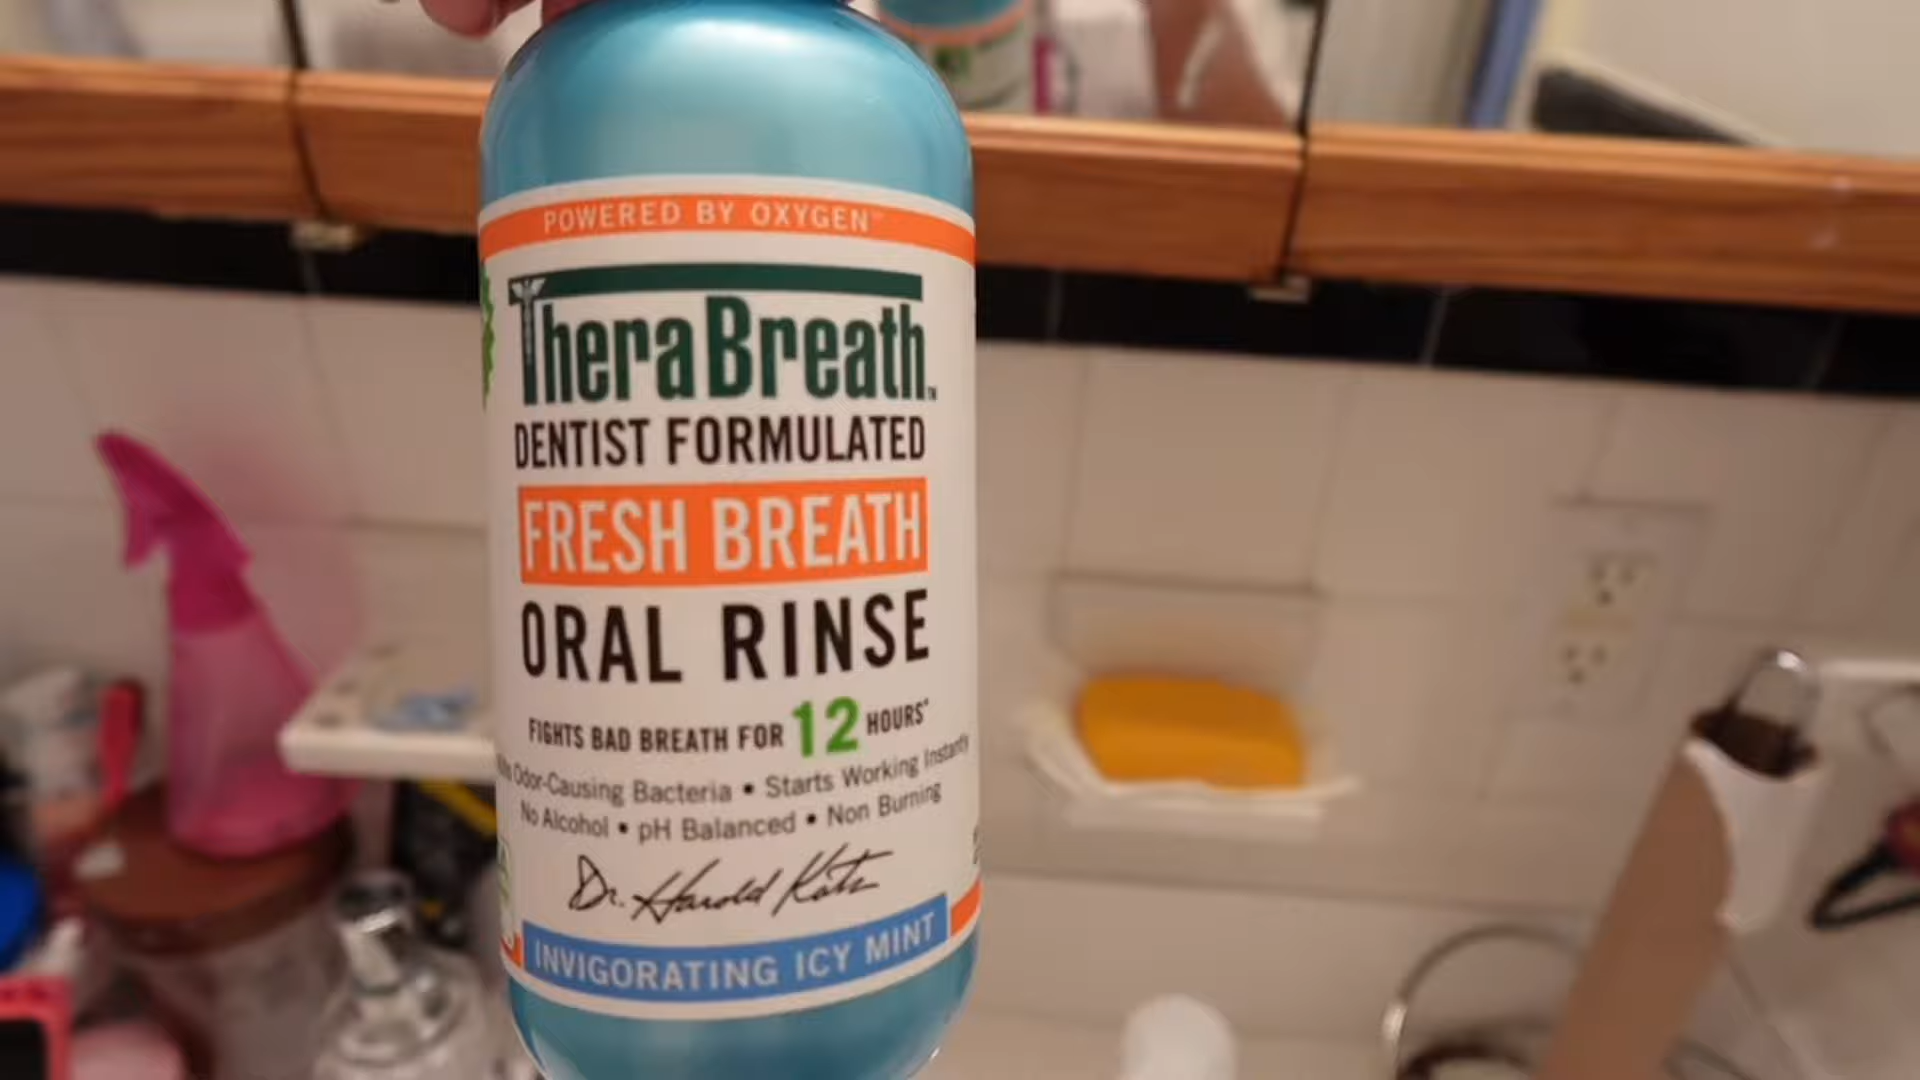 POWERED BY OXYGEN™
TheraBreath™
DENTIST FORMULATED
FRESH BREATH
ORAL RINSE
FIGHTS BAD BREATH FOR 12 HOURS*
Odor-Causing Bacteria • Starts Working Instantly
No Alcohol • pH Balanced • Non Burning
Dr. Harold Katz
INVIGORATING ICY MINT